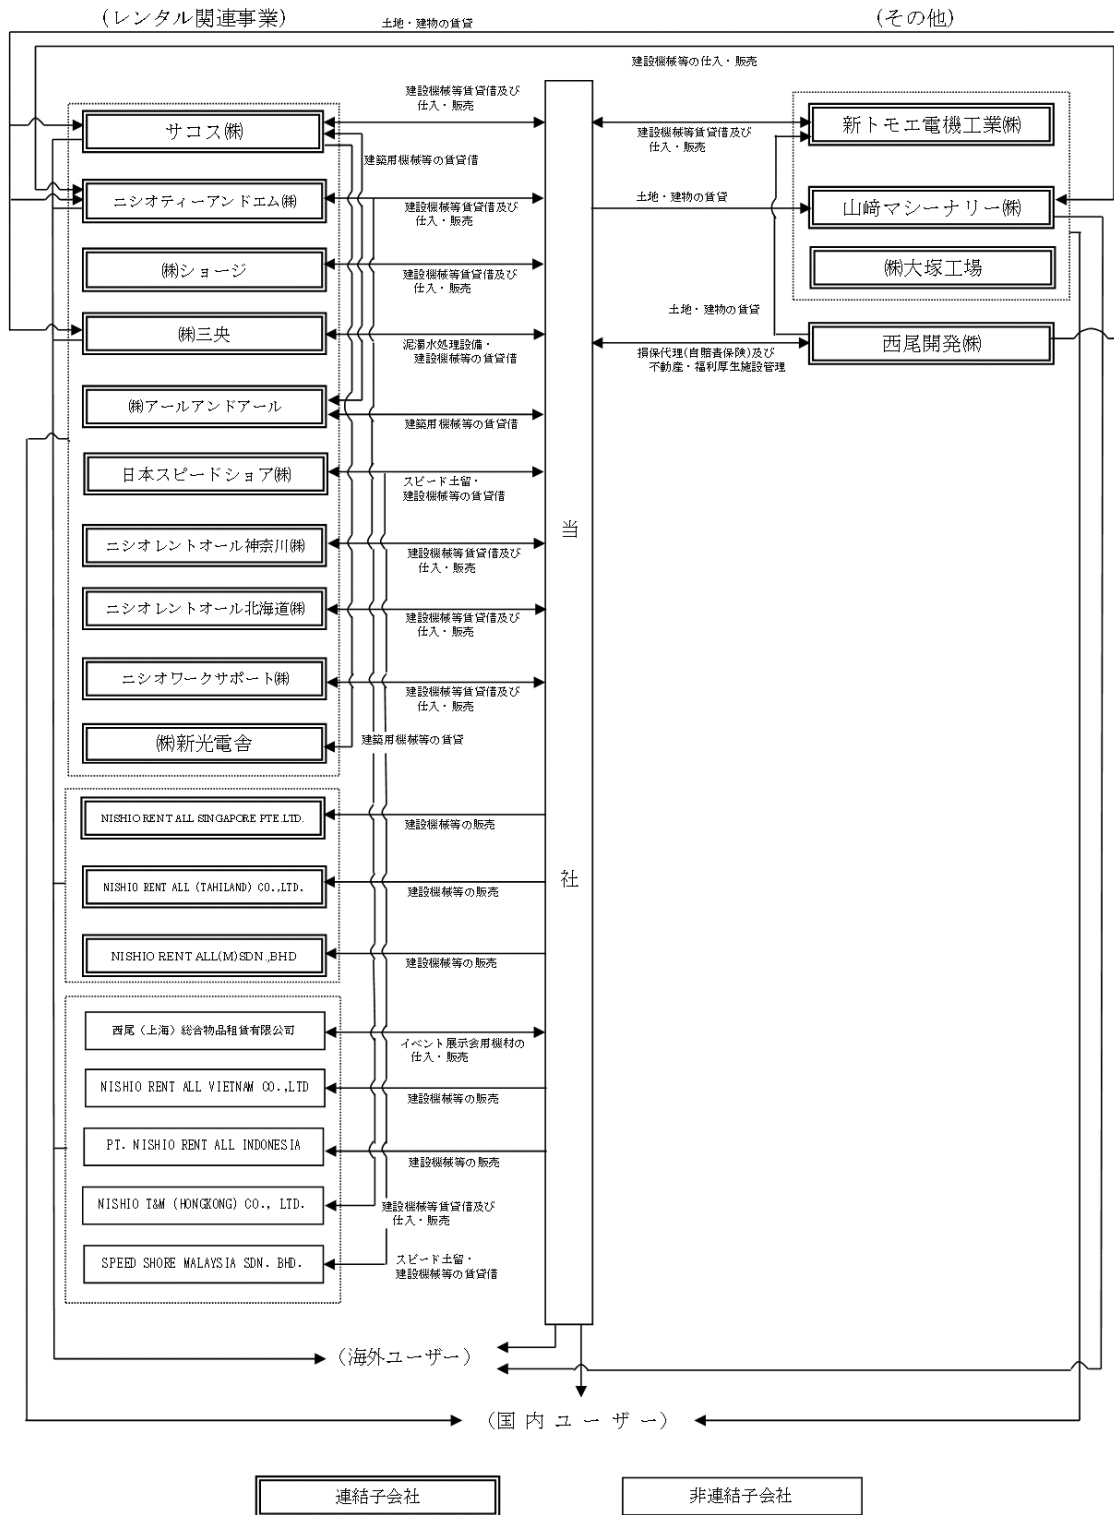 (レンタル関連事業)
土地・建物の賃貸
(その他)
建設機械等の仕入・販売
建設機械等賃貸借及び
仕入・販売
サコス㈱
建築用機械等の賃貸借
ニシオティーアンドエム㈱
建設機械等賃貸借及び
仕入・販売
㈱ショージ
建設機械等賃貸借及び
仕入・販売
㈱三央
泥濁水処理設備・
建設機械等の賃貸借
㈱アールアンドアール
建築用機械等の賃貸借
日本スピードショア㈱
スピード土留・
建設機械等の賃貸借
ニシオレントオール神奈川㈱
建設機械等賃貸借及び
仕入・販売
ニシオレントオール北海道㈱
建設機械等賃貸借及び
仕入・販売
ニシオワークサポート㈱
建設機械等賃貸借及び
仕入・販売
㈱新光電舎
建築用機械等の賃貸
NISHIO RENT ALL SINGAPORE PTE.LTD.
建設機械等の販売
NISHIO RENT ALL (TAHILAND) CO.,LTD.
建設機械等の販売
NISHIO RENT ALL(M)SDN.,BHD
建設機械等の販売
西尾（上海）総合物品租賃有限公司
イベント展示会用機材の
仕入・販売
NISHIO RENT ALL VIETNAM CO.,LTD
建設機械等の販売
PT. NISHIO RENT ALL INDONESIA
建設機械等の販売
NISHIO T&M (HONGKONG) CO., LTD.
建設機械等賃貸借及び
仕入・販売
SPEED SHORE MALAYSIA SDN. BHD.
スピード土留・
建設機械等の賃貸借
当
社
新トモエ電機工業㈱
建設機械等賃貸借及び
仕入・販売
土地・建物の賃貸
山﨑マシーナリー㈱
㈱大塚工場
土地・建物の賃貸
西尾開発㈱
損保代理(自賠責保険)及び
不動産・福利厚生施設管理
(海外ユーザー)
(国内ユーザー)
連結子会社
非連結子会社